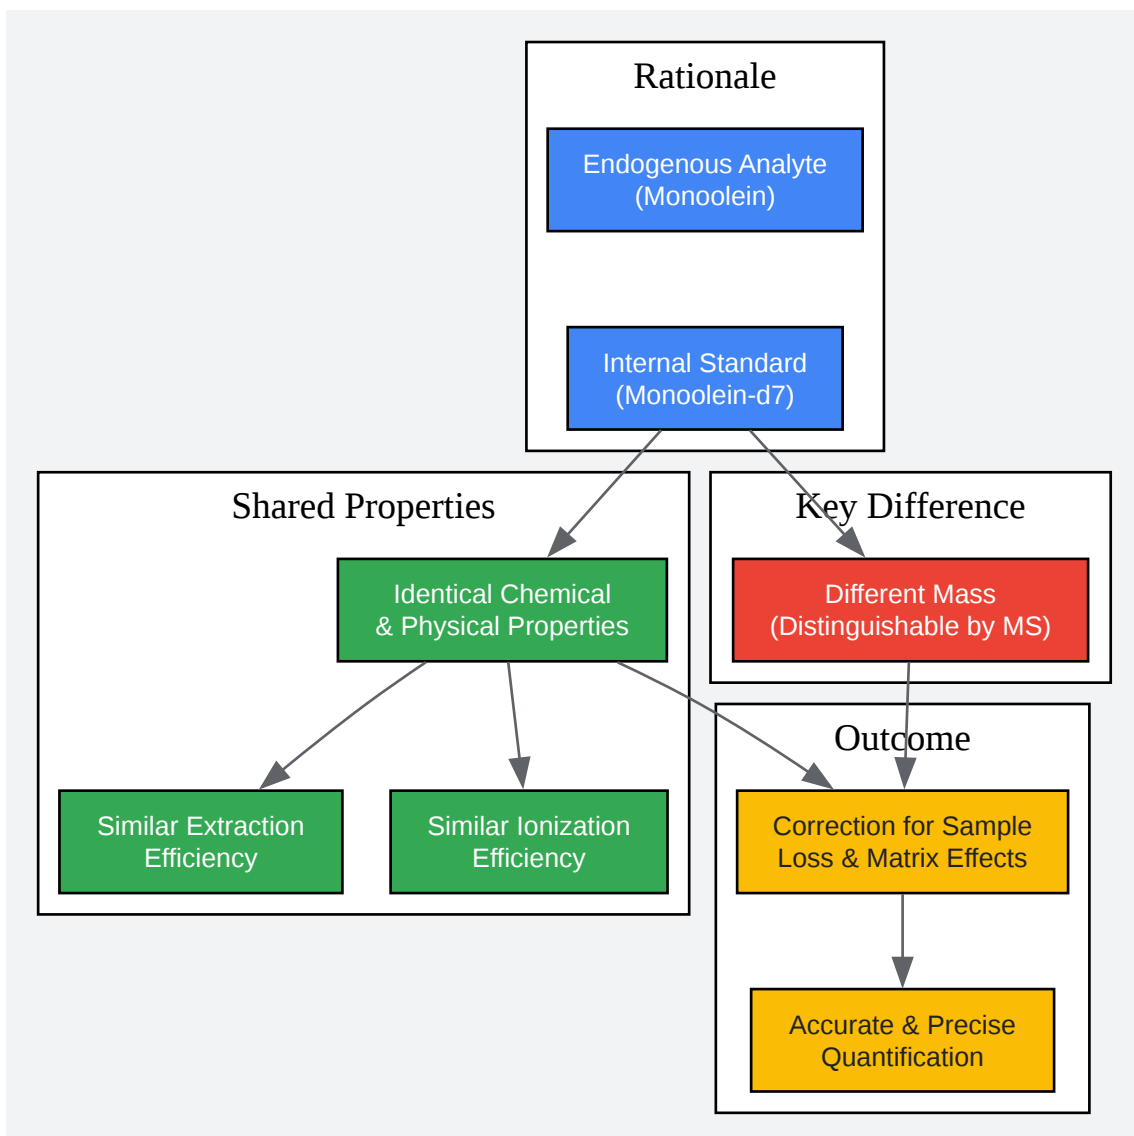 Rationale
Endogenous Analyte
(Monoolein)
Internal Standard
(Monoolein-d7)
Shared Properties
Key Difference
Identical Chemical
& Physical Properties
Different Mass
(Distinguishable by MS)
Outcome
Similar Extraction
Efficiency
Similar Ionization
Efficiency
Correction for Sample
Loss & Matrix Effects
Accurate & Precise
Quantification